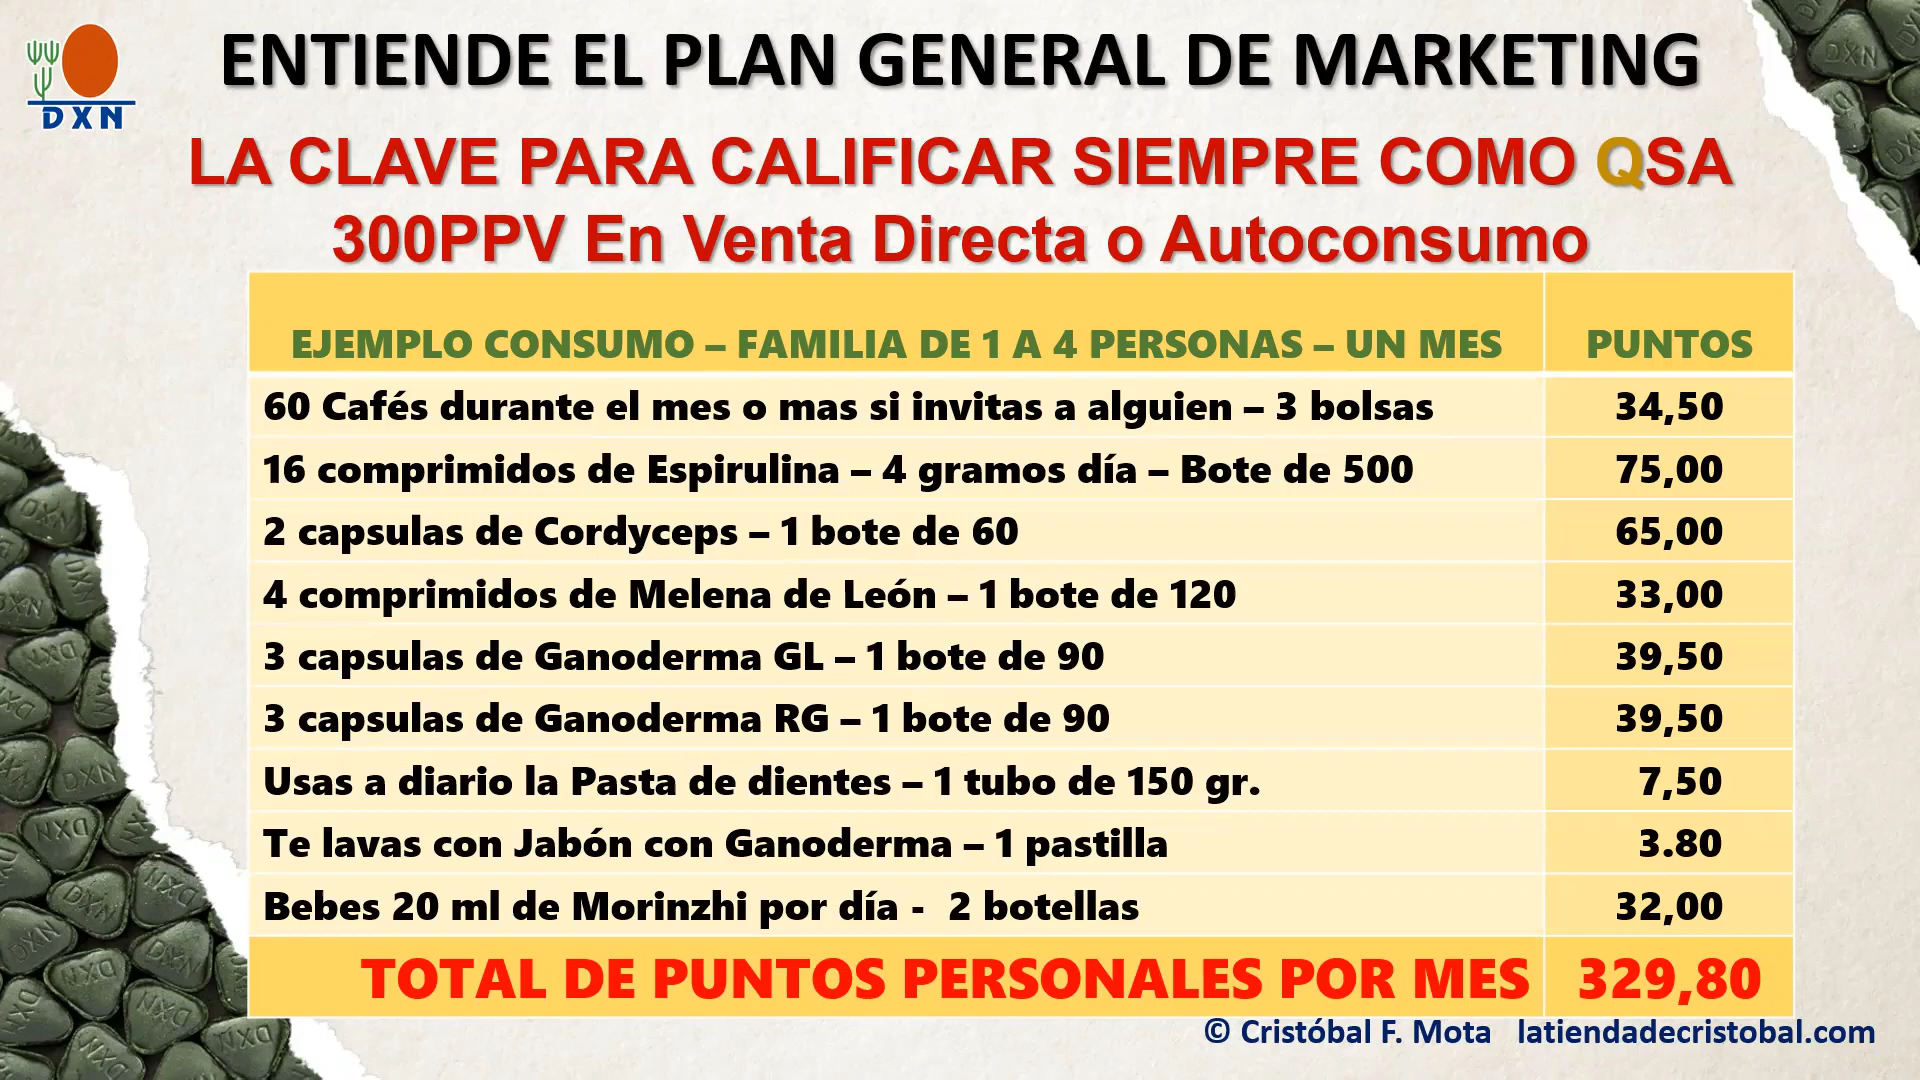 DXN
ENTIENDE EL PLAN GENERAL DE MARKETING
LA CLAVE PARA CALIFICAR SIEMPRE COMO QSA
300PPV En Venta Directa o Autoconsumo
EJEMPLO CONSUMO – FAMILIA DE 1 A 4 PERSONAS – UN MES PUNTOS
60 Cafés durante el mes o mas si invitas a alguien – 3 bolsas 34,50
16 comprimidos de Espirulina – 4 gramos día – Bote de 500 75,00
2 capsulas de Cordyceps – 1 bote de 60 65,00
4 comprimidos de Melena de León – 1 bote de 120 33,00
3 capsulas de Ganoderma GL – 1 bote de 90 39,50
3 capsulas de Ganoderma RG – 1 bote de 90 39,50
Usas a diario la Pasta de dientes – 1 tubo de 150 gr. 7,50
Te lavas con Jabón con Ganoderma – 1 pastilla 3.80
Bebes 20 ml de Morinzhi por día - 2 botellas 32,00
TOTAL DE PUNTOS PERSONALES POR MES 329,80
© Cristóbal F. Mota latiendadecristobal.com